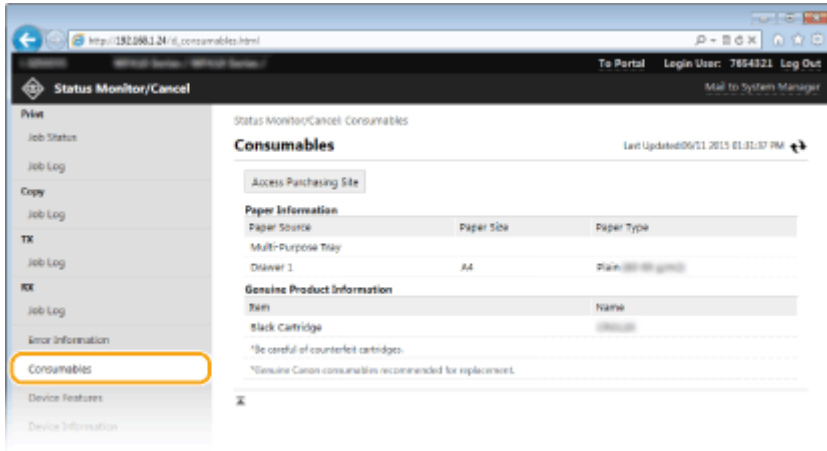 http://192.168.1.24/d_consumables.html
To Portal Login User: 7654321 Log Out
Status Monitor/Cancel
Mail to System Manager
Print
Job Status
Job Log
Copy
Job Log
TX
Job Log
RX
Job Log
Error Information
Consumables
Device Features
Device Information
Status Monitor/Cancel: Consumables
Consumables
Last Updated:06/11 2015 01:31:37 PM
Access Purchasing Site
Paper Information
Paper Source Paper Size Paper Type
Multi-Purpose Tray
Drawer 1 A4 Plain
Genuine Product Information
Item Name
Black Cartridge
*Be careful of counterfeit cartridges.
*Genuine Canon consumables recommended for replacement.